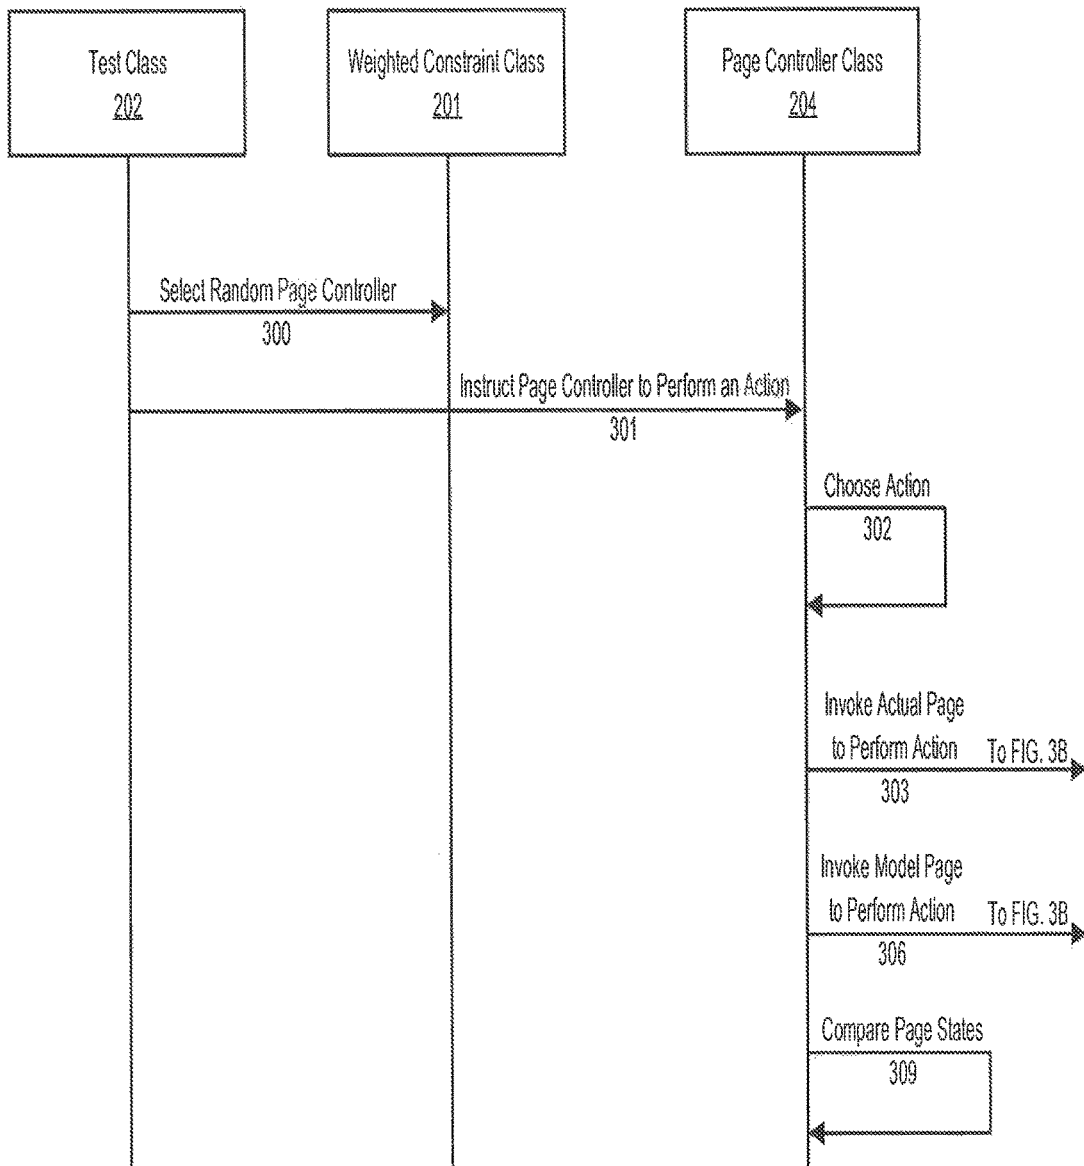 Test Class
202
Weighted Constraint Class
201
Page Controller Class
204
Select Random Page Controller
300
Instruct Page Controller to Perform an Action
301
Choose Action
302
Invoke Actual Page
to Perform Action
To FIG. 3B
303
Invoke Model Page
to Perform Action
To FIG. 3B
306
Compare Page States
309